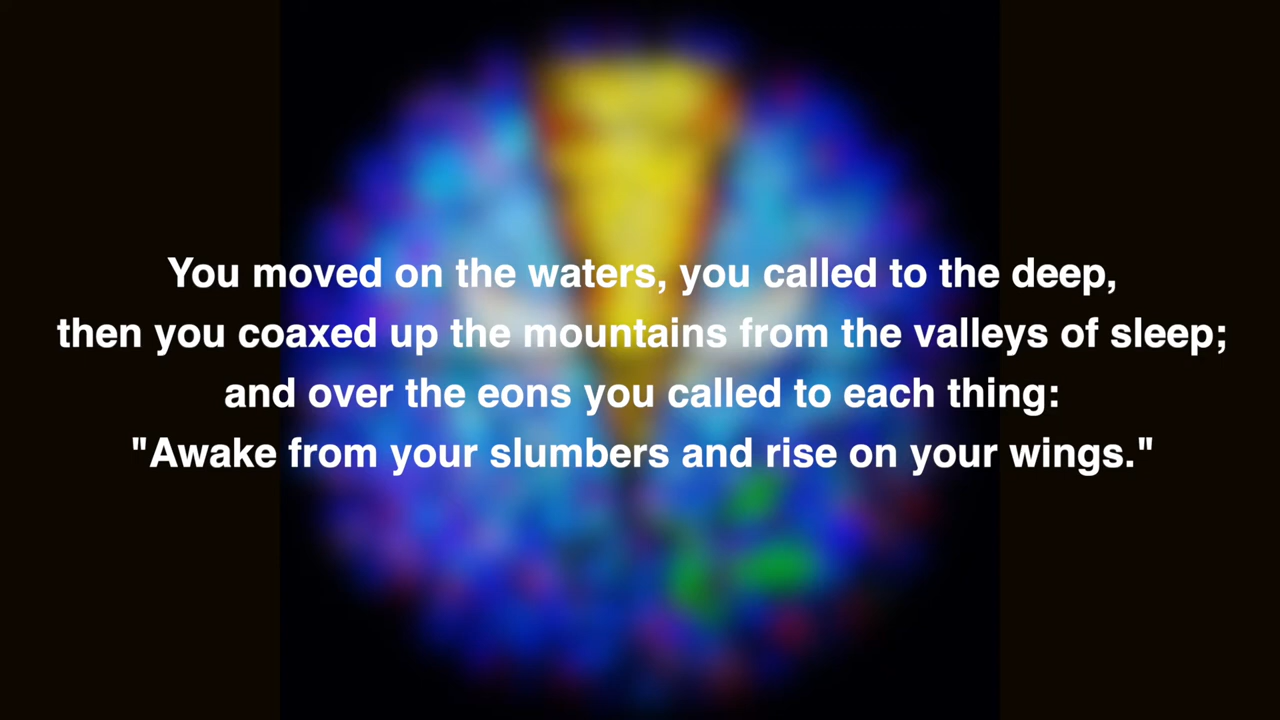 You moved on the waters, you called to the deep,
then you coaxed up the mountains from the valleys of sleep;
and over the eons you called to each thing:
"Awake from your slumbers and rise on your wings."